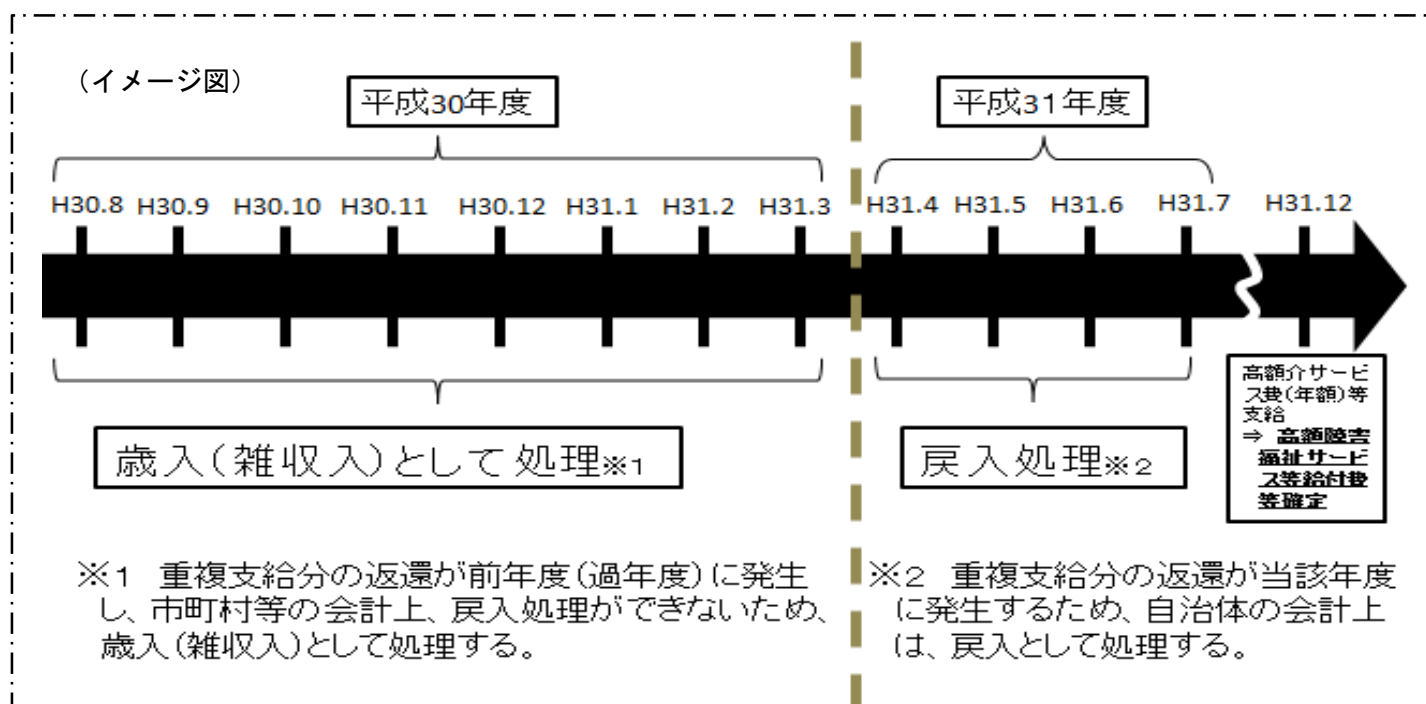 (イメージ図)
平成30年度
平成31年度
H30.8 H30.9 H30.10 H30.11 H30.12 H31.1 H31.2 H31.3 H31.4 H31.5 H31.6 H31.7 H31.12
歳入(雑収入)として処理※1
戻入処理※2
高額介サービ
ス費(年額)等
支給
⇒ 高額障害
福祉サービ
ス等給付費
等確定
※1 重複支給分の返還が前年度(過年度)に発生
し、市町村等の会計上、戻入処理ができないため、
歳入(雑収入)として処理する。
※2 重複支給分の返還が当該年度
に発生するため、自治体の会計上
は、戻入として処理する。